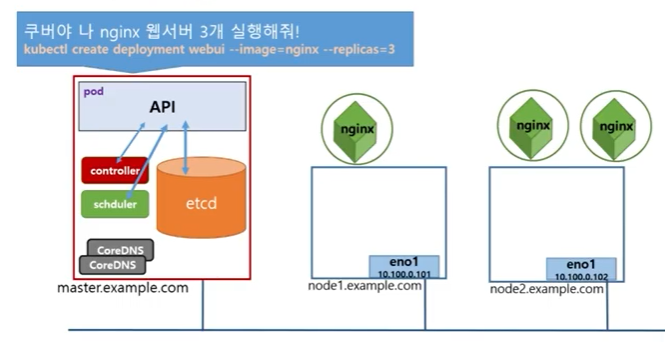 쿠버야 나 nginx 웹서버 3개 실행해줘!
kubectl create deployment webui --image=nginx --replicas=3
pod
API
controller
schduler
etcd
CoreDNS
CoreDNS
master.example.com
nginx
eno1
10.100.0.101
node1.example.com
nginx
nginx
eno1
10.100.0.102
node2.example.com